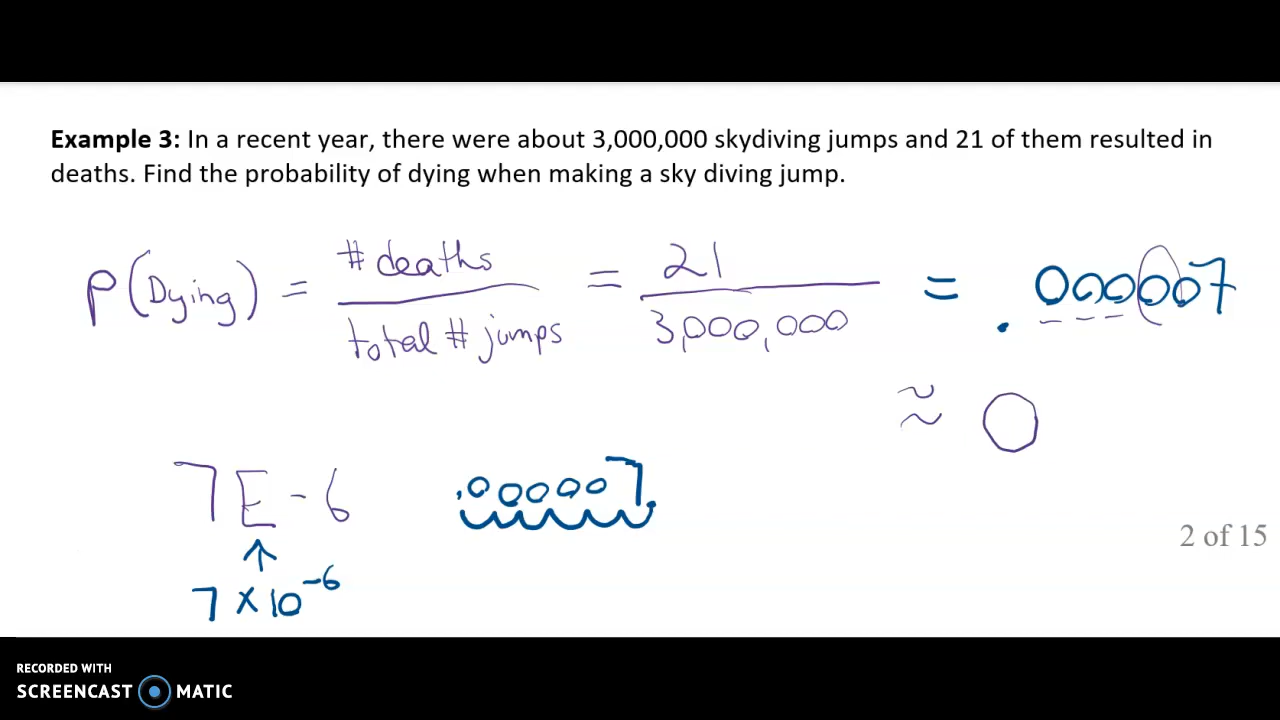 Example 3: In a recent year, there were about 3,000,000 skydiving jumps and 21 of them resulted in
deaths. Find the probability of dying when making a sky diving jump.
P(Dying) = # deaths / total # jumps = 21 / 3,000,000 = .000007
≈ 0
7E-6 .000007.
↑
7 × 10⁻⁶
2 of 15
RECORDED WITH
SCREENCAST MATIC